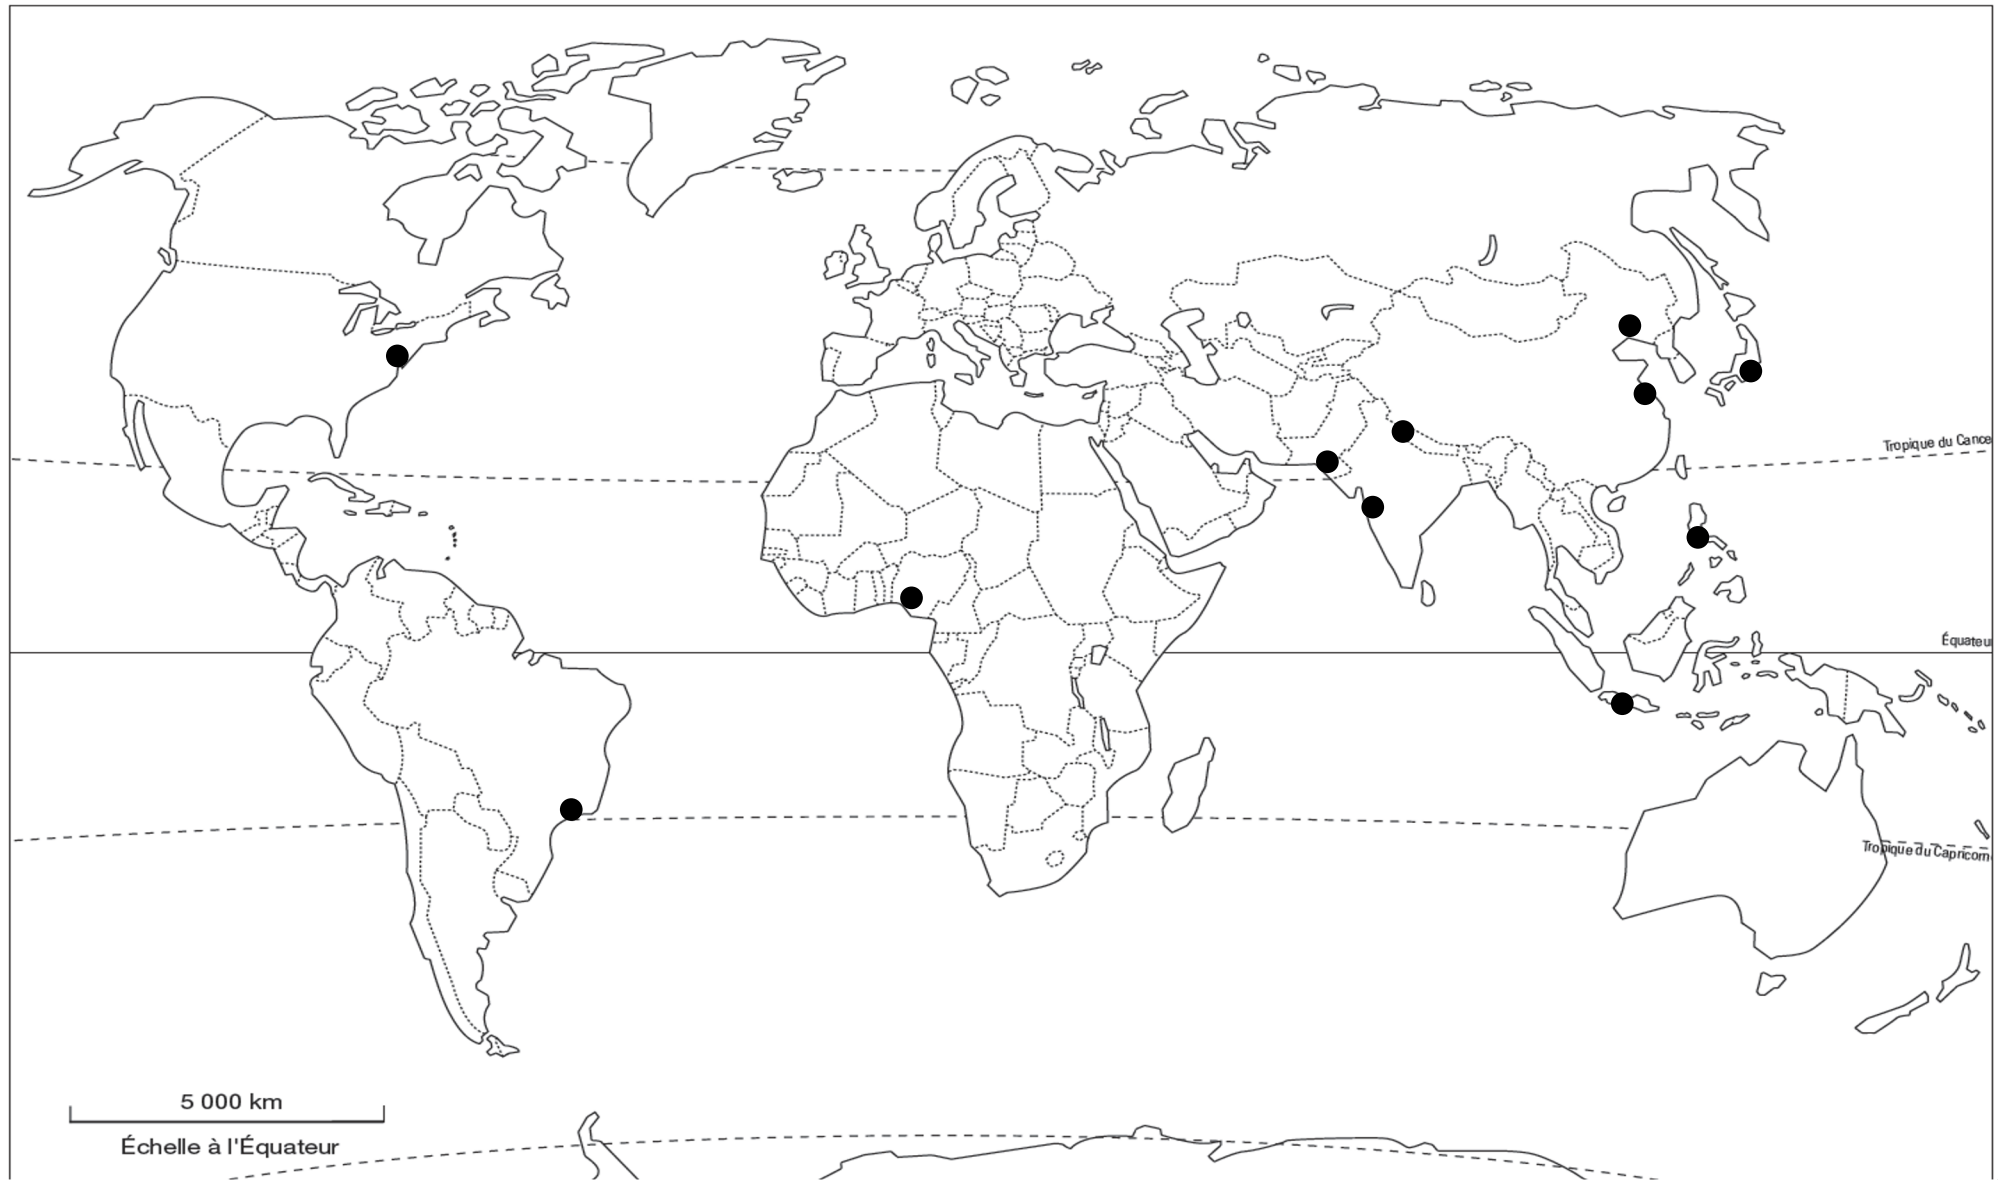 Tropique du Cance
Équateu
Tropique du Capricorn
5 000 km
Échelle à l'Équateur